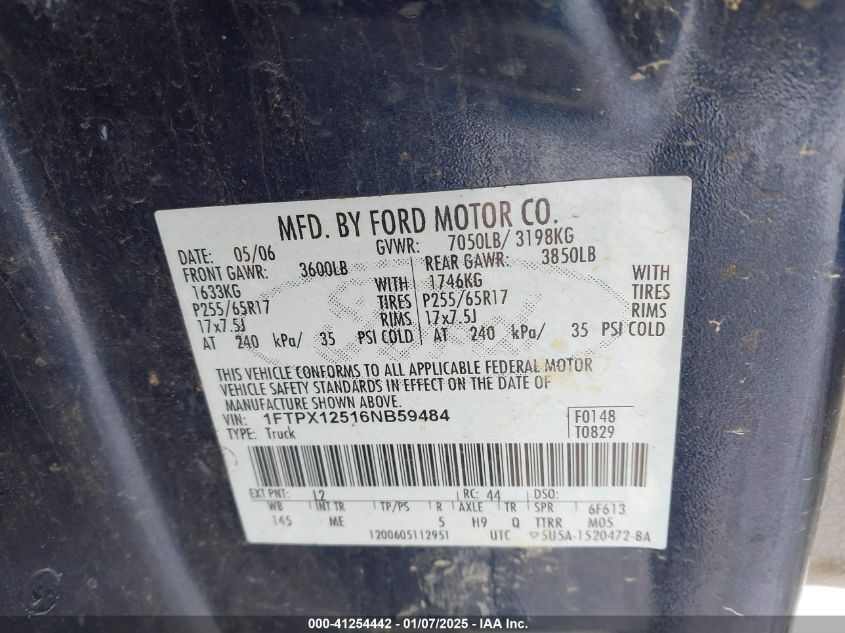 MFD. BY FORD MOTOR CO.
DATE: 05/06 GVWR: 7050LB/ 3198KG
FRONT GAWR: 3600LB REAR GAWR: 3850LB
1633KG WITH 1746KG WITH
P255/65R17 TIRES P255/65R17 TIRES
17x7.5J RIMS 17x7.5J RIMS
AT 240 kPa/ 35 PSI COLD AT 240 kPa/ 35 PSI COLD
THIS VEHICLE CONFORMS TO ALL APPLICABLE FEDERAL MOTOR
VEHICLE SAFETY STANDARDS IN EFFECT ON THE DATE OF
MANUFACTURE SHOWN ABOVE.
VIN: 1FTPX12516NB59484 F0148
TYPE: Truck T0829
EXT PNT: L2 RC: 44 DSO:
WB INT TR TP/PS R AXLE TR SPR 6F613
145 ME 5 H9 Q TTRR M05
1200605112951 UTC ▽5U5A-1520472-BA
000-41254442 - 01/07/2025 - IAAI.com